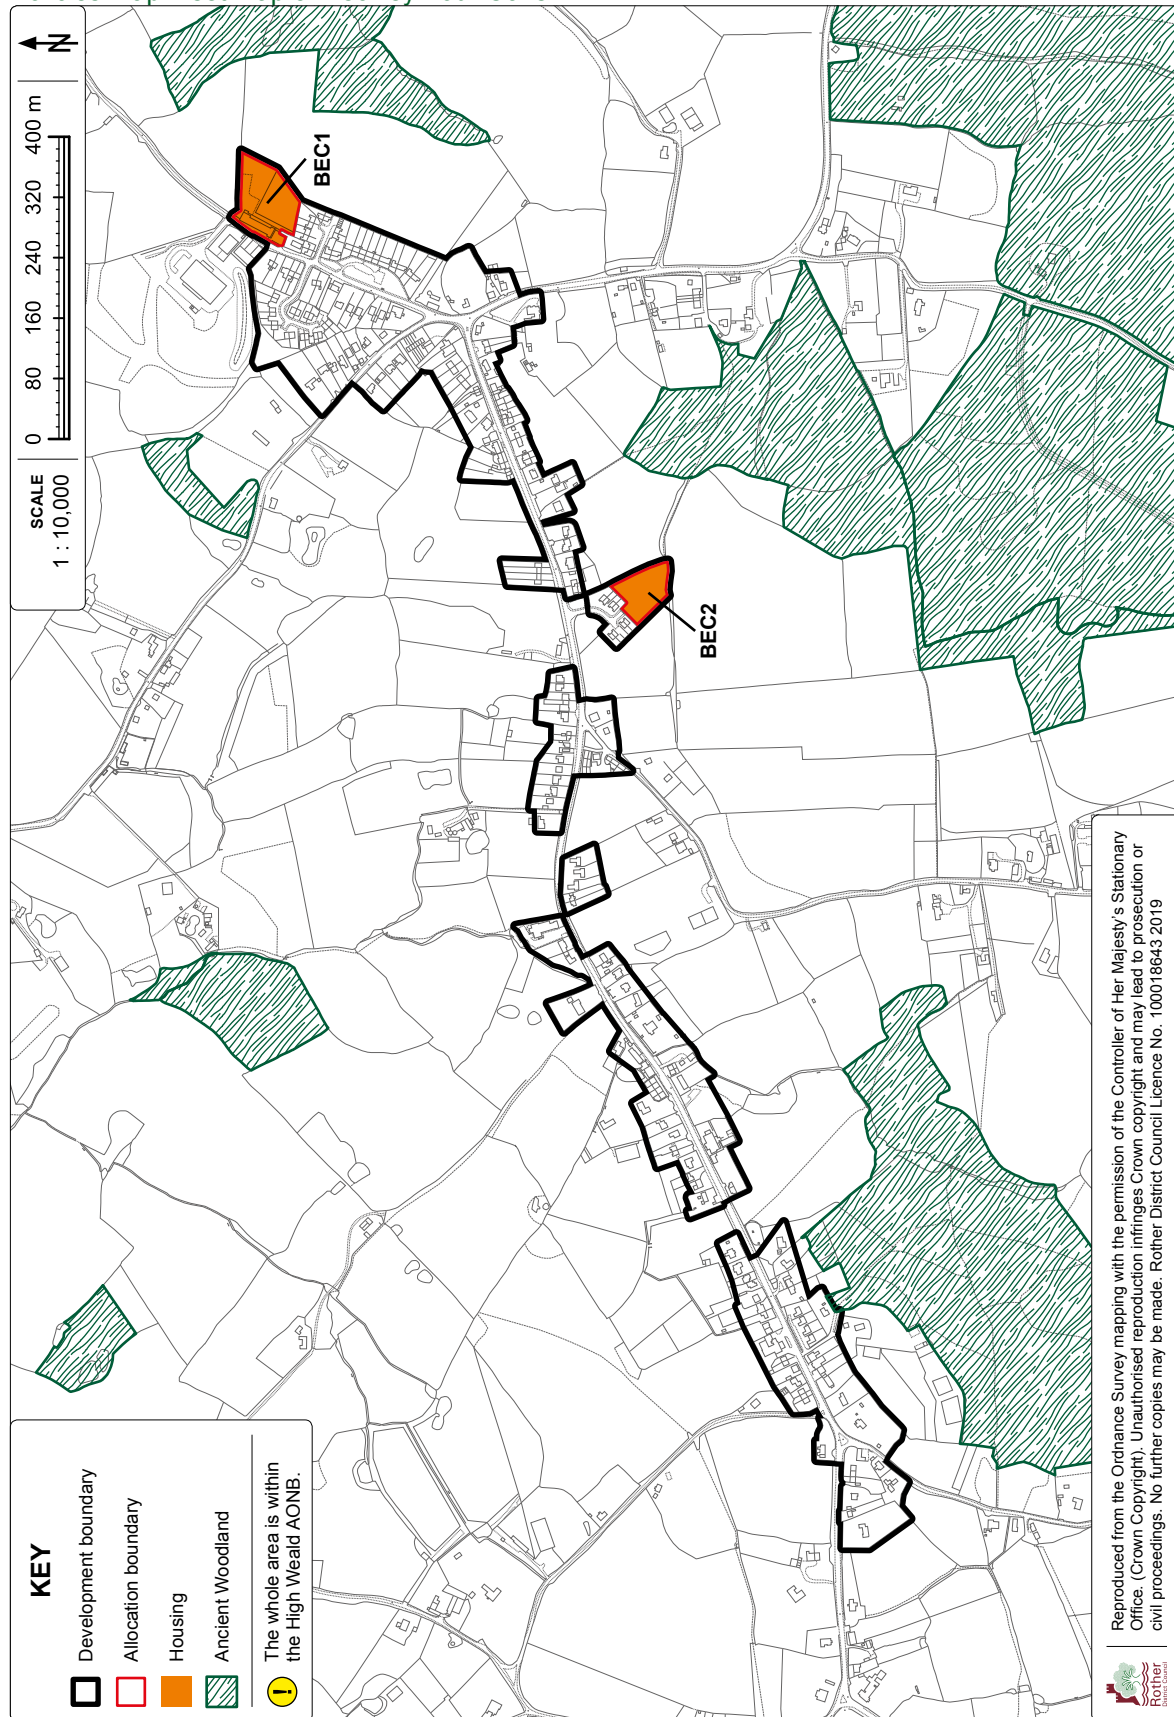 KEY
Development boundary
Allocation boundary
Housing
Ancient Woodland
!
The whole area is within
the High Weald AONB.
SCALE
1 : 10,000
0 80 160 240 320 400 m
N
BEC1
BEC2
Rother
District Council
Reproduced from the Ordnance Survey mapping with the permission of the Controller of Her Majesty's Stationary
Office. (Crown Copyright). Unauthorised reproduction infringes Crown copyright and may lead to prosecution or
civil proceedings. No further copies may be made. Rother District Council Licence No. 100018643 2019